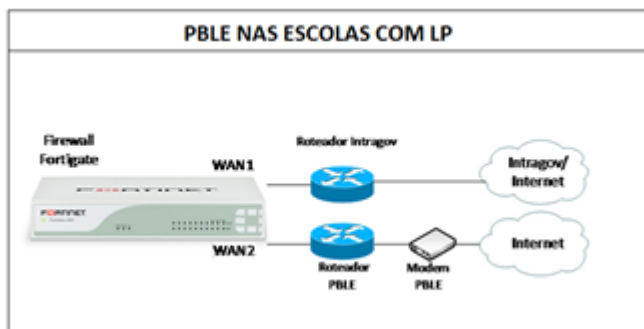 PBLE NAS ESCOLAS COM LP
Firewall
Fortigate
WAN1
Roteador Intragov
Intragov/
Internet
FORTINET
FORTINET
WAN2
Roteador
PBLE
Modem
PBLE
Internet